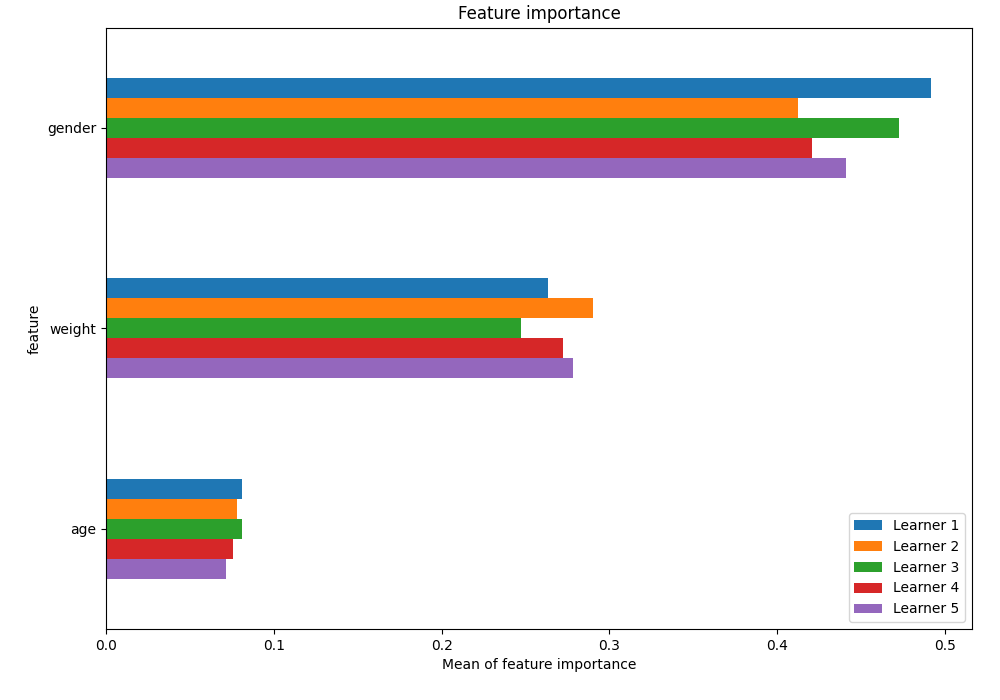 Feature importance
gender
weight
age
feature
0.0
0.1
0.2
0.3
0.4
0.5
Mean of feature importance
Learner 1
Learner 2
Learner 3
Learner 4
Learner 5